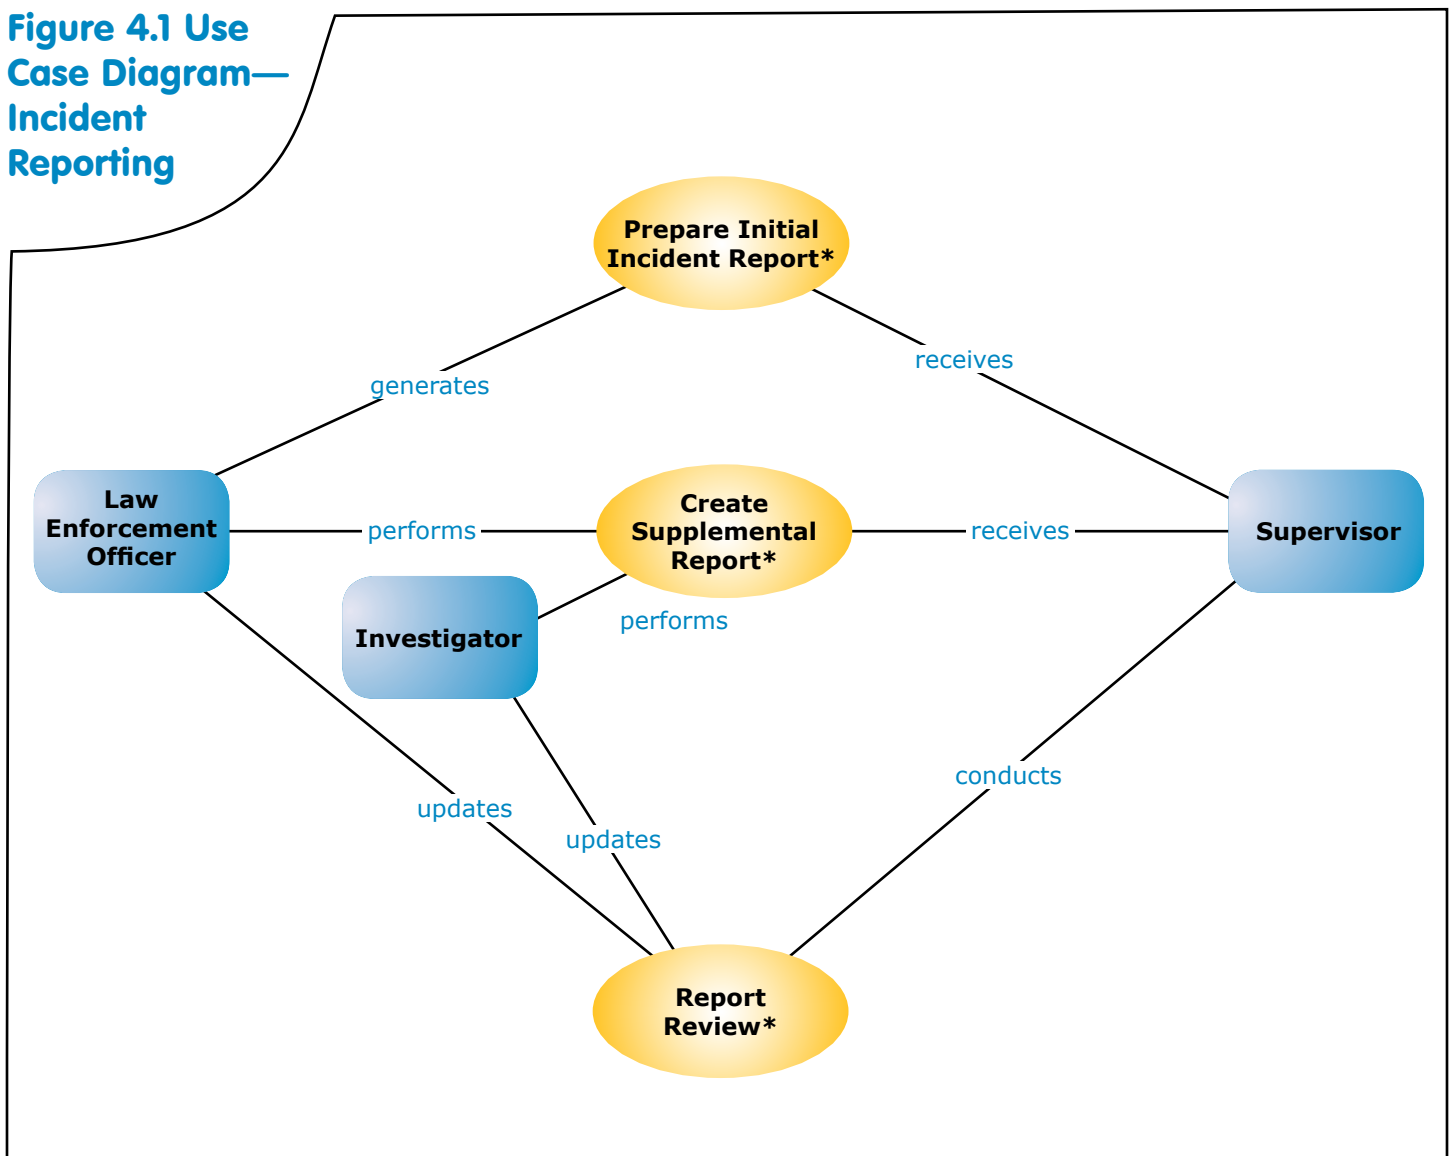 Figure 4.1 Use
Case Diagram—
Incident
Reporting
Prepare Initial
Incident Report*
generates
receives
Law
Enforcement
Officer
performs
Create
Supplemental
Report*
receives
Supervisor
Investigator
performs
updates
updates
conducts
Report
Review*